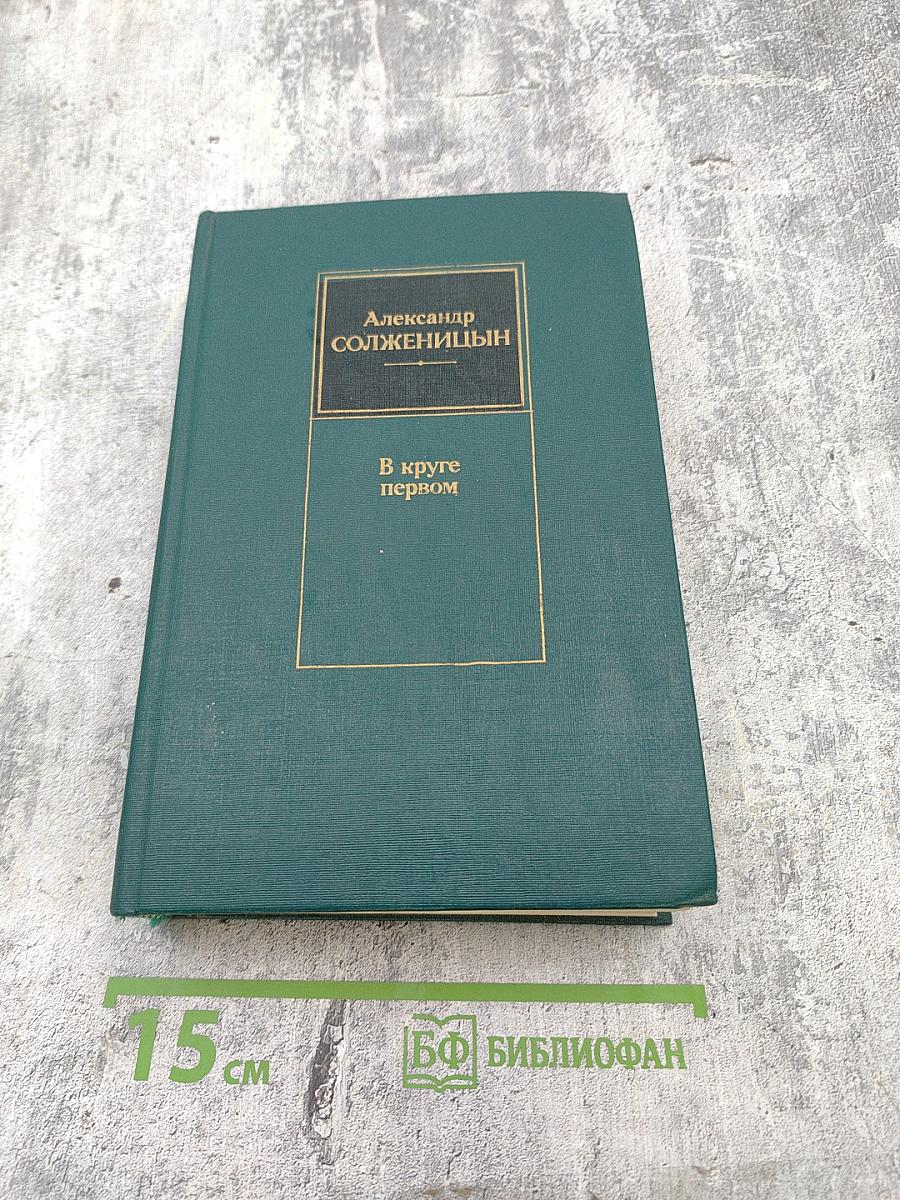 Александр
СОЛЖЕНИЦЫН
В круге
первом
15 см
БФ БИБЛИОФАН